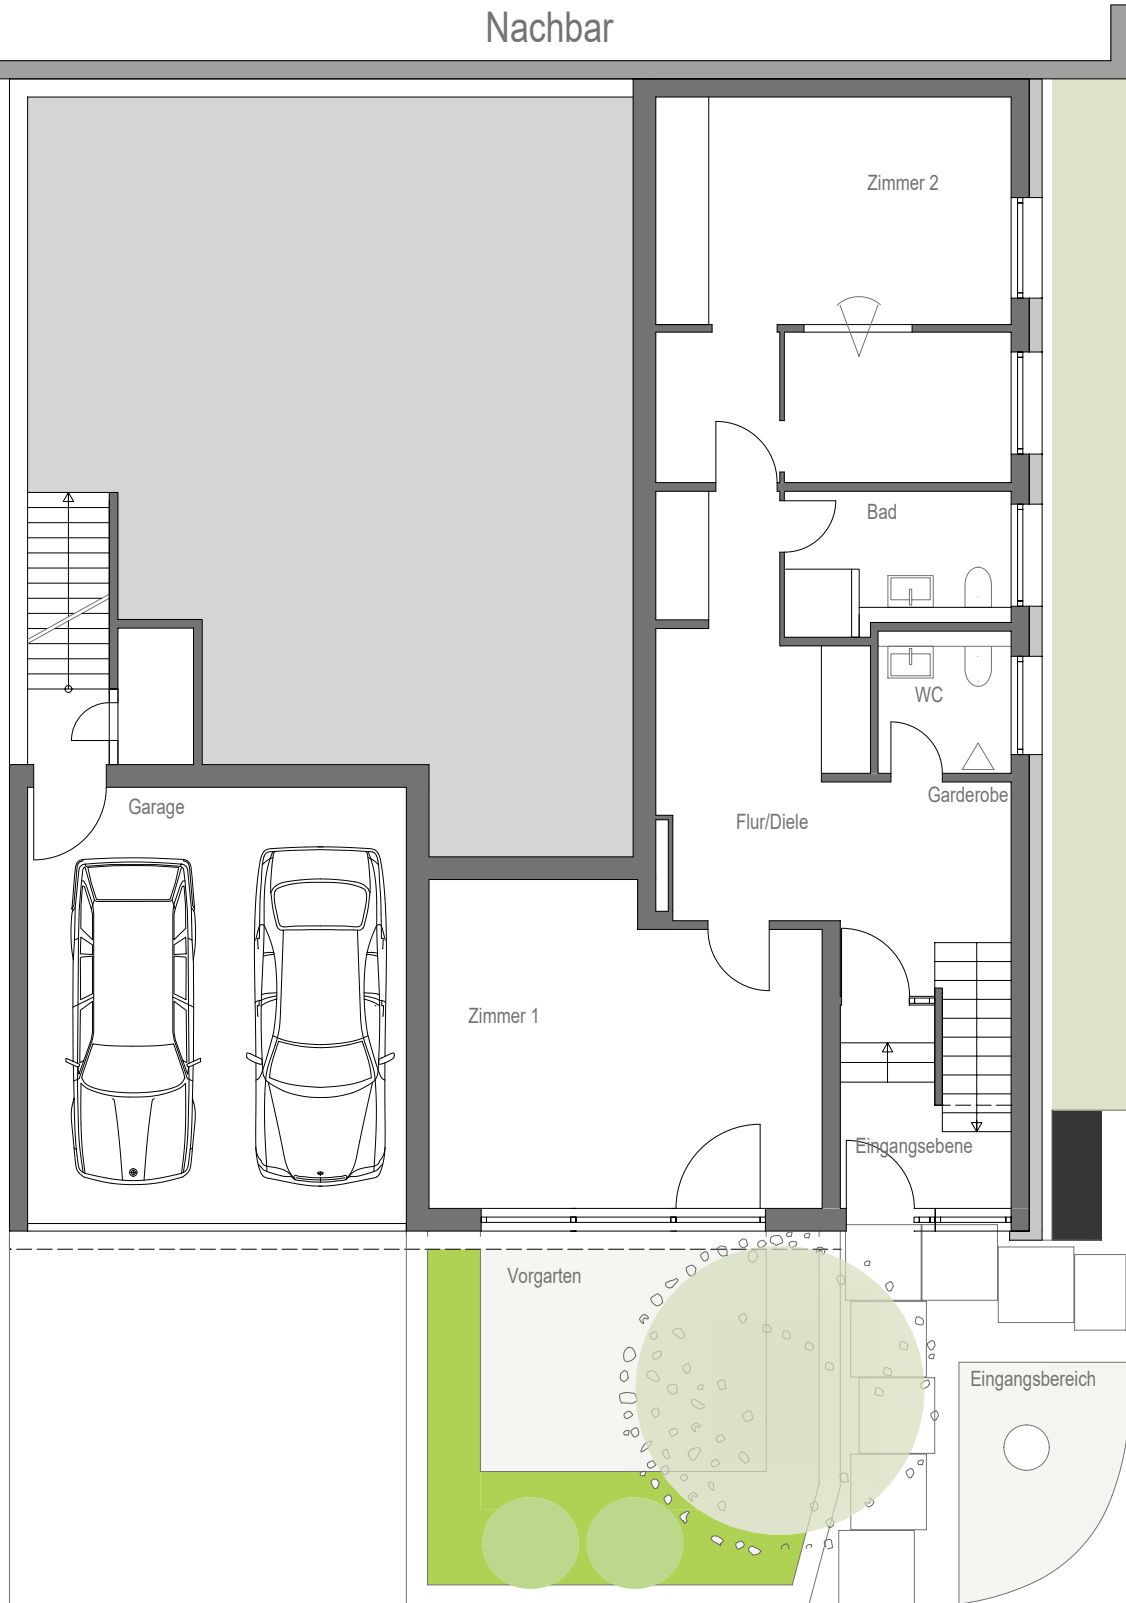 Nachbar
Zimmer 2
Bad
WC
Garderobe
Garage
Flur/Diele
Zimmer 1
Eingangsebene
Vorgarten
Eingangsbereich